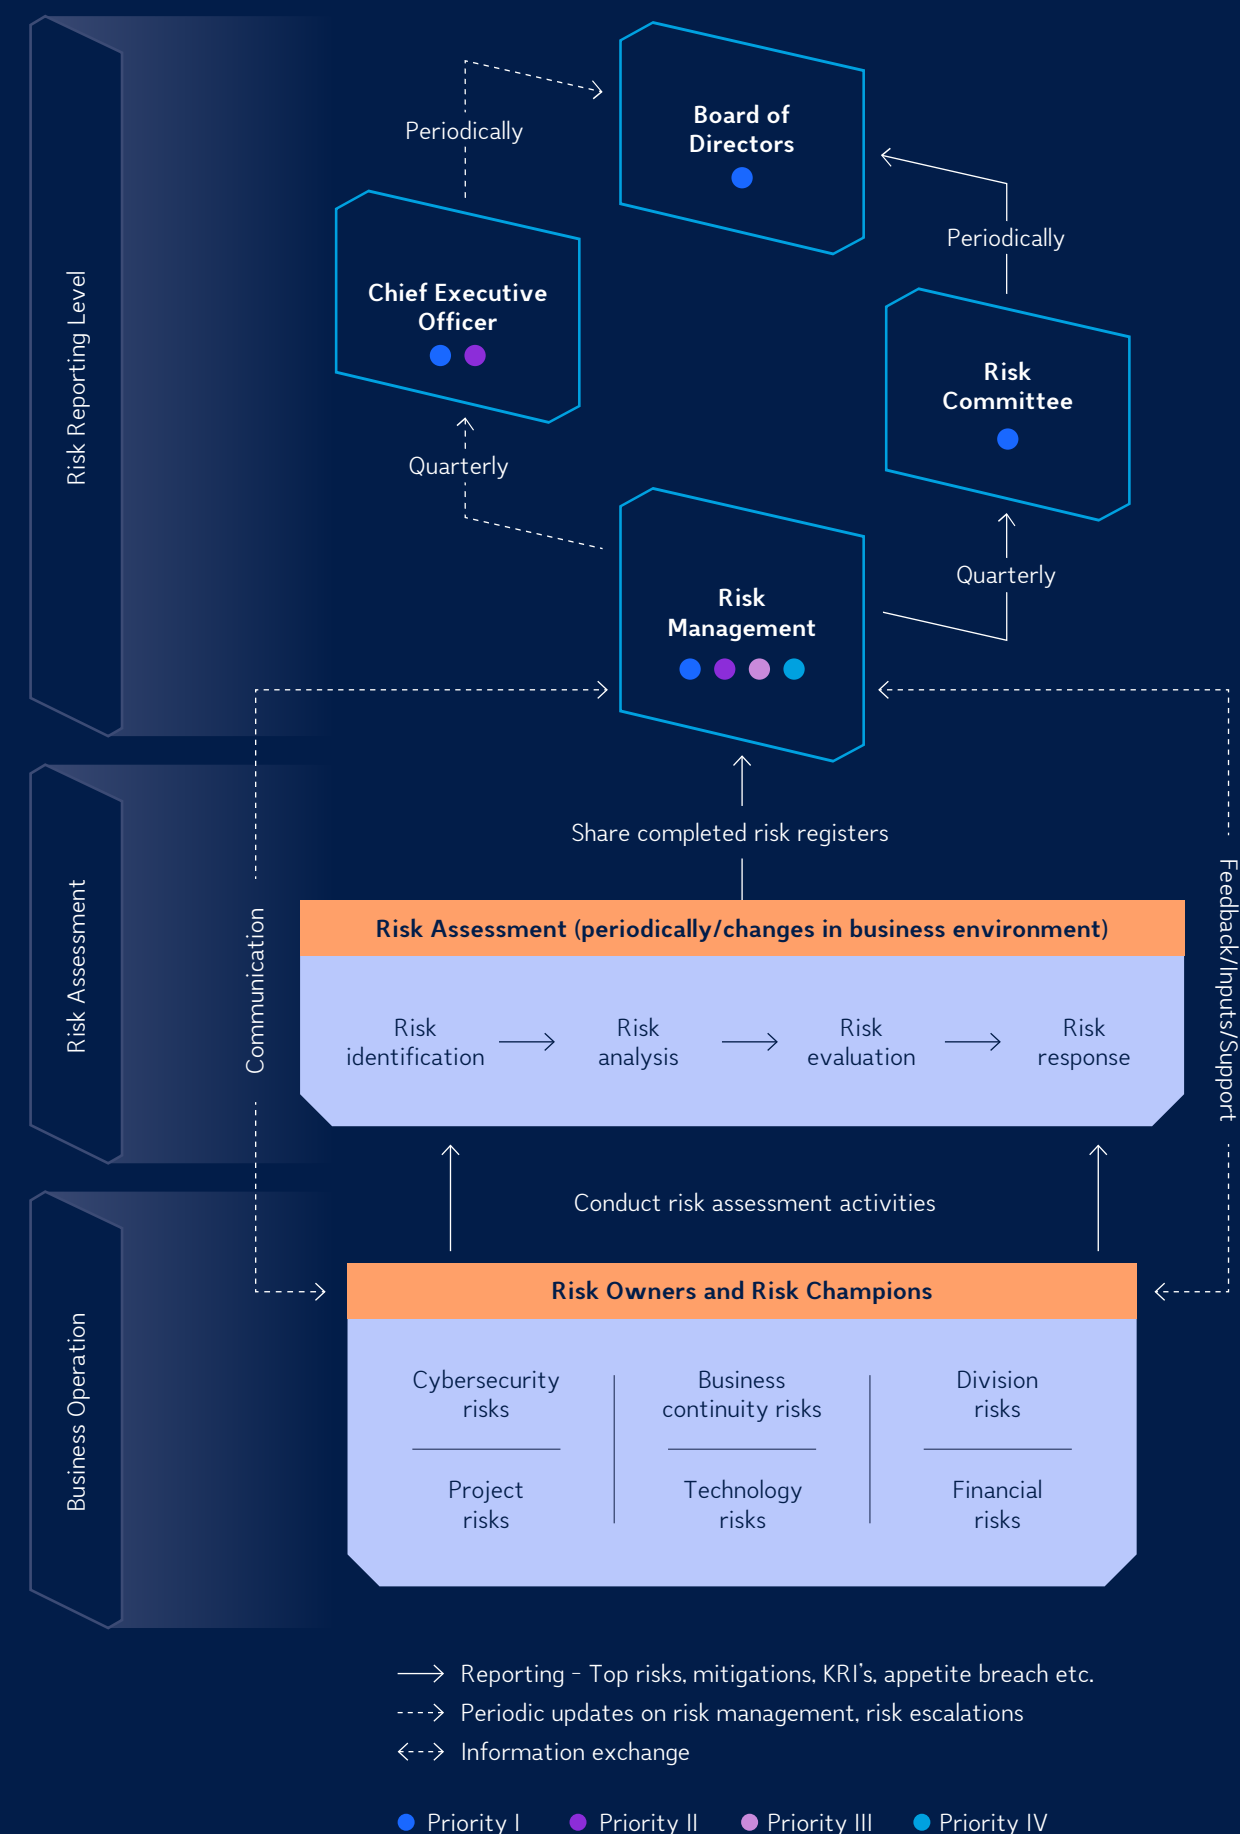 Risk Reporting Level
Board of
Directors
Periodically
Periodically
Chief Executive
Officer
Risk
Committee
Quarterly
Quarterly
Risk
Management
Risk Assessment
Share completed risk registers
Communication
Feedback/Inputs/Support
Risk Assessment (periodically/changes in business environment)
Risk
identification
Risk
analysis
Risk
evaluation
Risk
response
Business Operation
Conduct risk assessment activities
Risk Owners and Risk Champions
Cybersecurity
risks
Business
continuity risks
Division
risks
Project
risks
Technology
risks
Financial
risks
Reporting - Top risks, mitigations, KRI's, appetite breach etc.
Periodic updates on risk management, risk escalations
Information exchange
Priority I
Priority II
Priority III
Priority IV